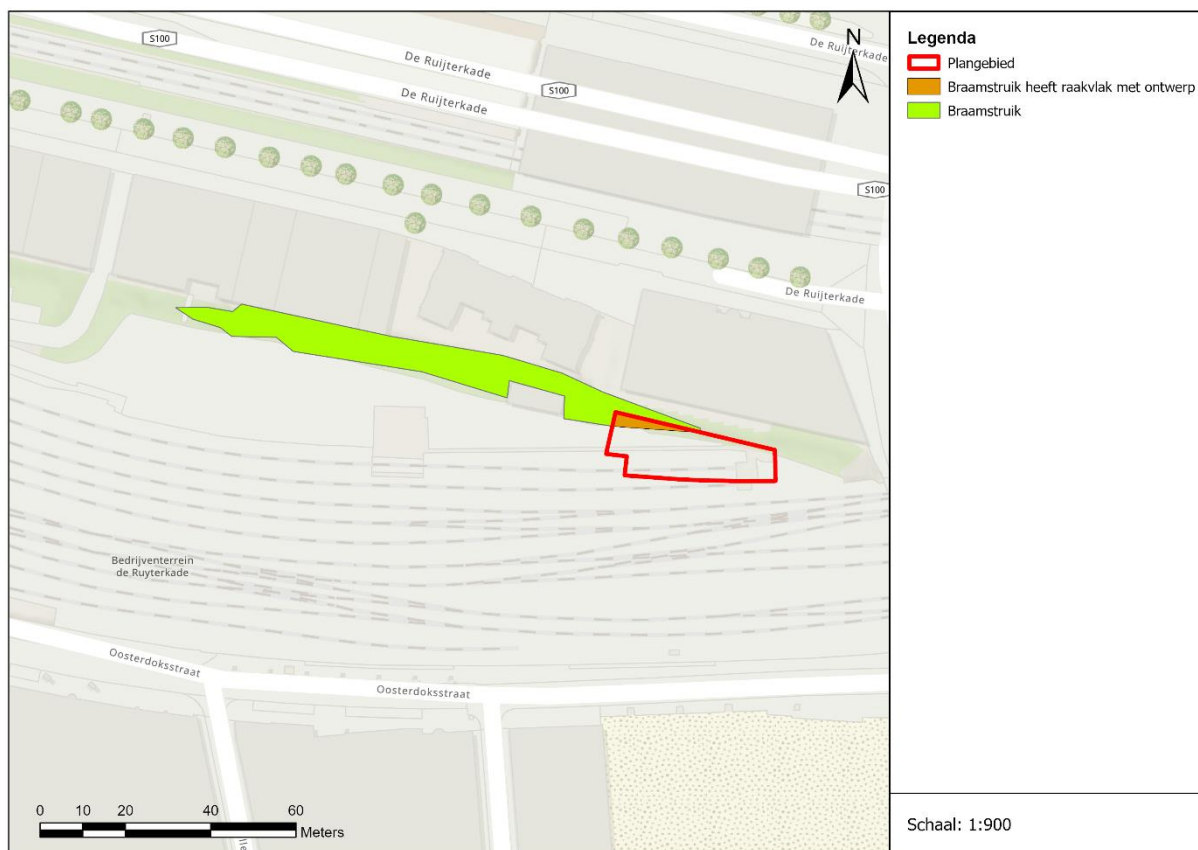 S100
De Ruijterkade
De Ruijterkade
S100
De Ruijterkade
S100
De Ruijterkade
N
Bedrijventerrein
de Ruyterkade
Oosterdoksstraat
Oosterdoksstraat
0 10 20 40 60
Meters
Legenda
Plangebied
Braamstruik heeft raakvlak met ontwerp
Braamstruik
Schaal: 1:900